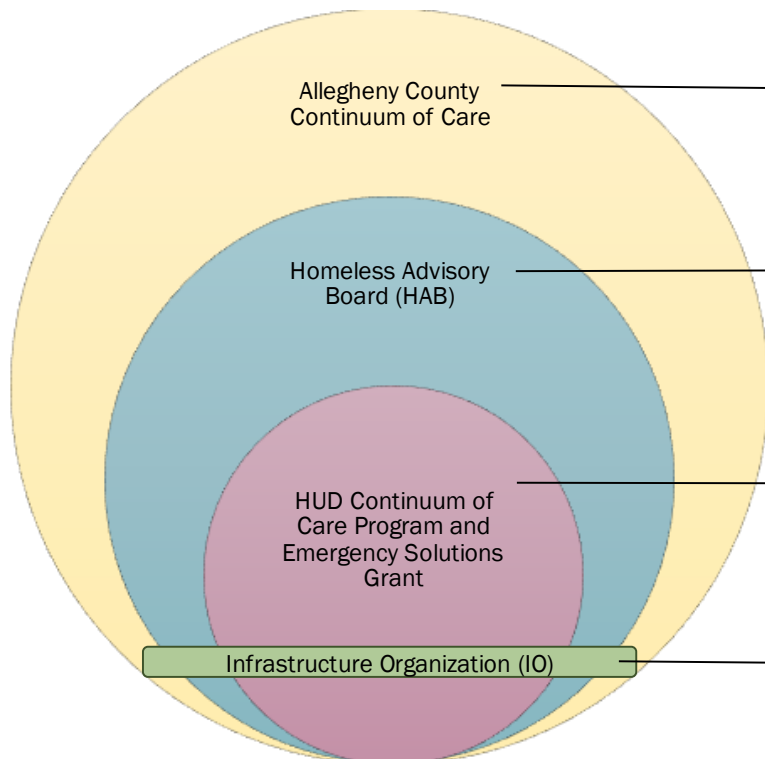 Allegheny County
Continuum of Care
Homeless Advisory
Board (HAB)
HUD Continuum of
Care Program and
Emergency Solutions
Grant
Infrastructure Organization (IO)